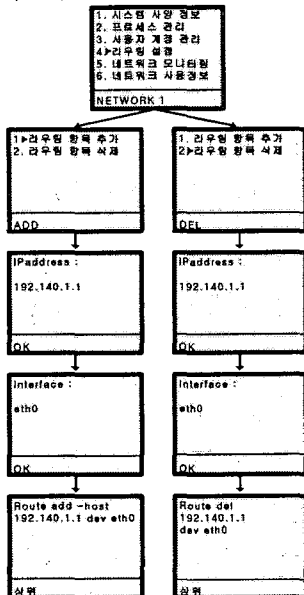 1. 시스템 사양 정보
2. 프로세스 관리
3. 사용자 계정 관리
4▶라우팅 설정
5. 네트워크 모니터링
6. 네트워크 사용정보
NETWORK 1
1▶라우팅 항목 추가
2. 라우팅 항목 삭제
ADD
IPaddress :
192.140.1.1
OK
Interface :
eth0
OK
Route add -host
192.140.1.1 dev eth0
상위
1. 라우팅 항목 추가
2▶라우팅 항목 삭제
DEL
IPaddress :
192.140.1.1
OK
Interface :
eth0
OK
Route del
192.140.1.1
dev eth0
상위